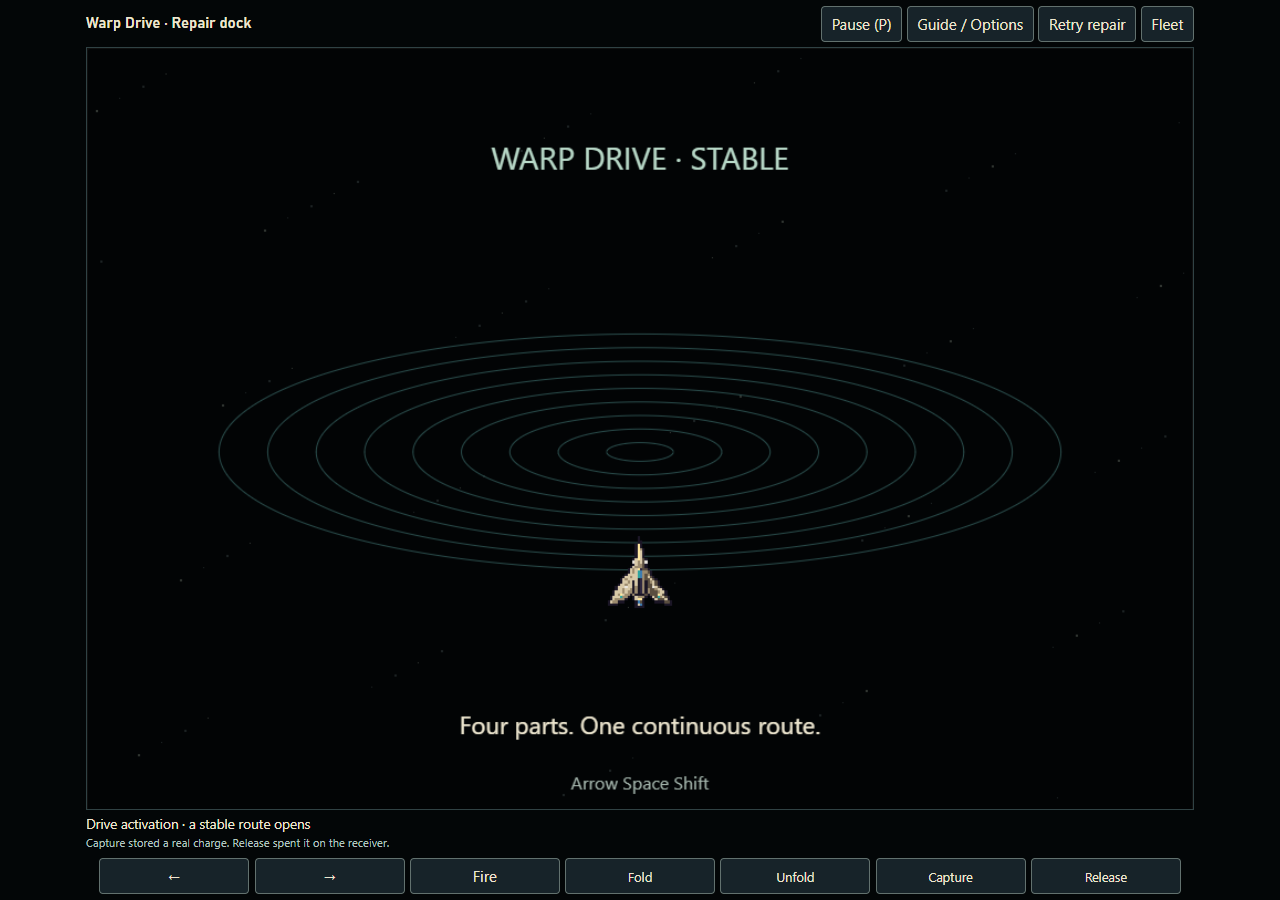 Warp Drive · Repair dock
Pause (P) Guide / Options Retry repair Fleet
WARP DRIVE · STABLE
Four parts. One continuous route.
Arrow Space Shift
Drive activation · a stable route opens
Capture stored a real charge. Release spent it on the receiver.
← → Fire Fold Unfold Capture Release